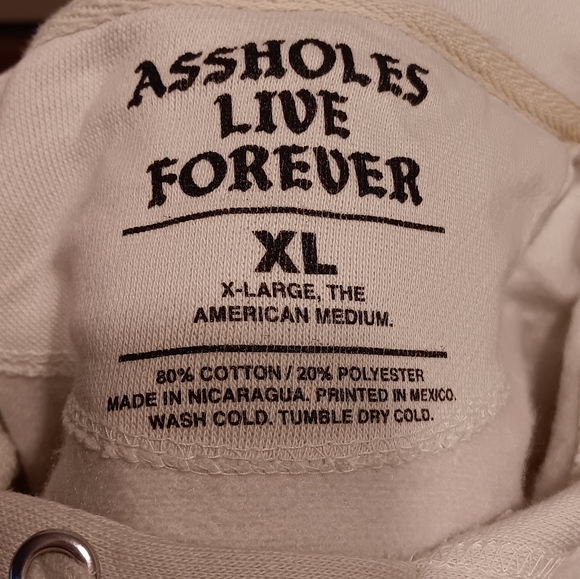 ASSHOLES
LIVE
FOREVER
XL
X-LARGE, THE
AMERICAN MEDIUM.
80% COTTON / 20% POLYESTER
MADE IN NICARAGUA. PRINTED IN MEXICO.
WASH COLD. TUMBLE DRY COLD.